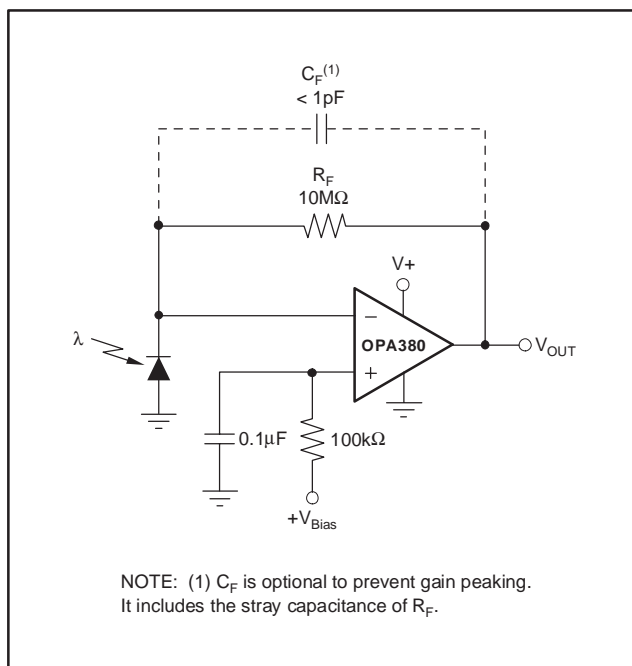 C_F^(1)
< 1pF
R_F
10MΩ
V+
λ
−
OPA380
+
V_OUT
0.1µF
100kΩ
+V_Bias
NOTE: (1) C_F is optional to prevent gain peaking.
It includes the stray capacitance of R_F.